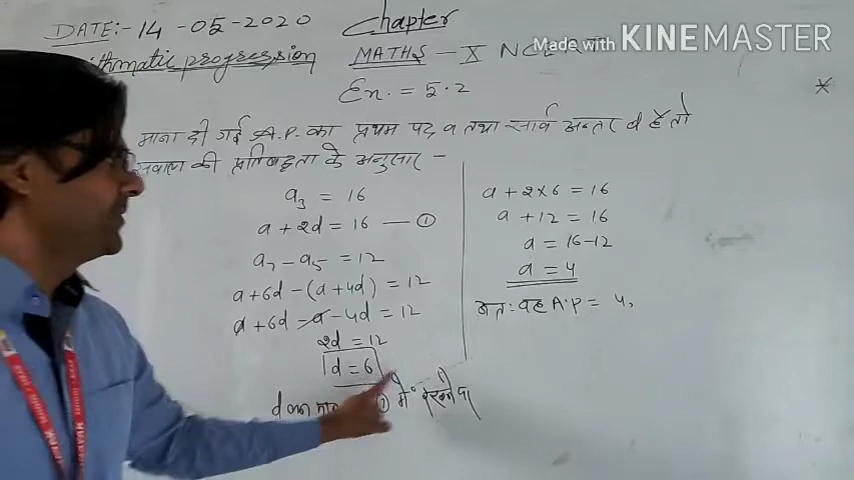 DATE:- 14 -05-2020 Chapter
Arithmatic progression MATHS - X NCERT
Made with KINEMASTER
Ex. = 5.2
माना दी गई A.P. का प्रथम पद a तथा सार्व अन्तर d है तो
सवाल की प्रतिबद्धता के अनुसार -
a₃ = 16
a + 2d = 16 — ①
a₇ - a₅ = 12
a + 6d - (a + 4d) = 12
a + 6d - a - 4d = 12
2d = 12
d = 6
d का मान ① में रखने पर
a + 2×6 = 16
a + 12 = 16
a = 16-12
a = 4
अतः वह A.P = 4,